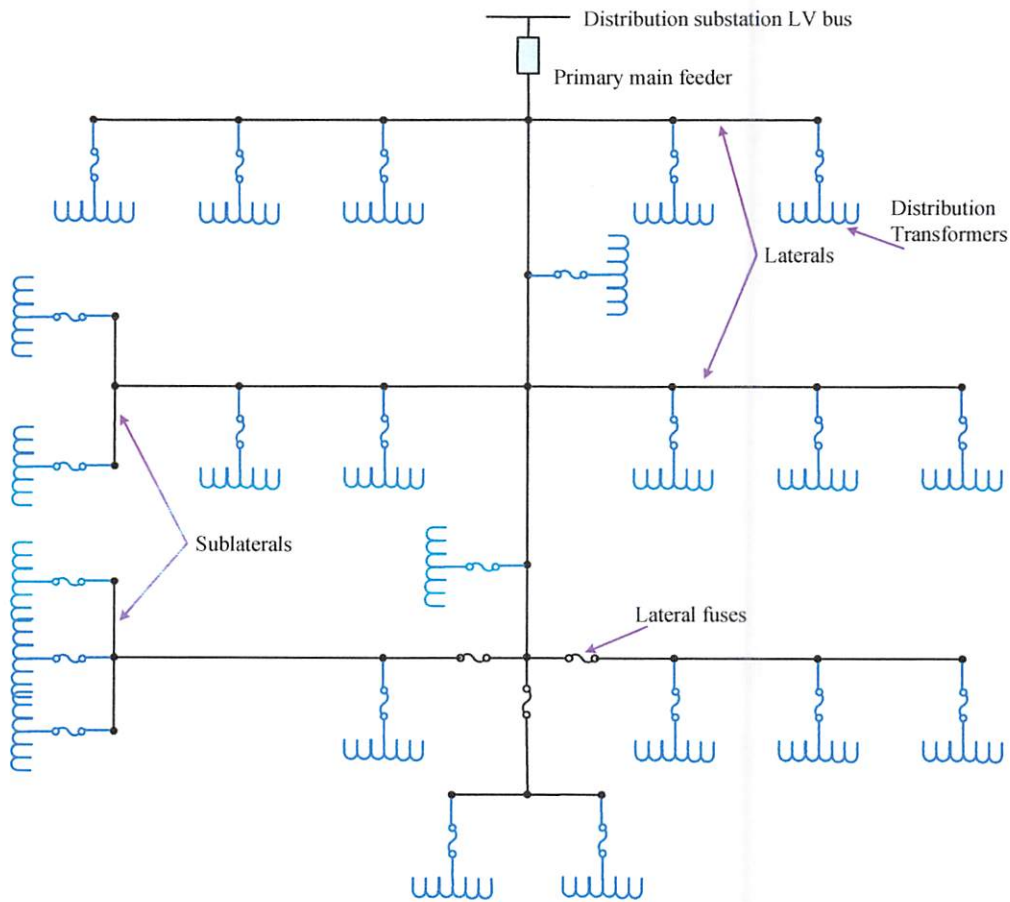 Distribution substation LV bus
Primary main feeder
Distribution
Transformers
Laterals
Sublaterals
Lateral fuses